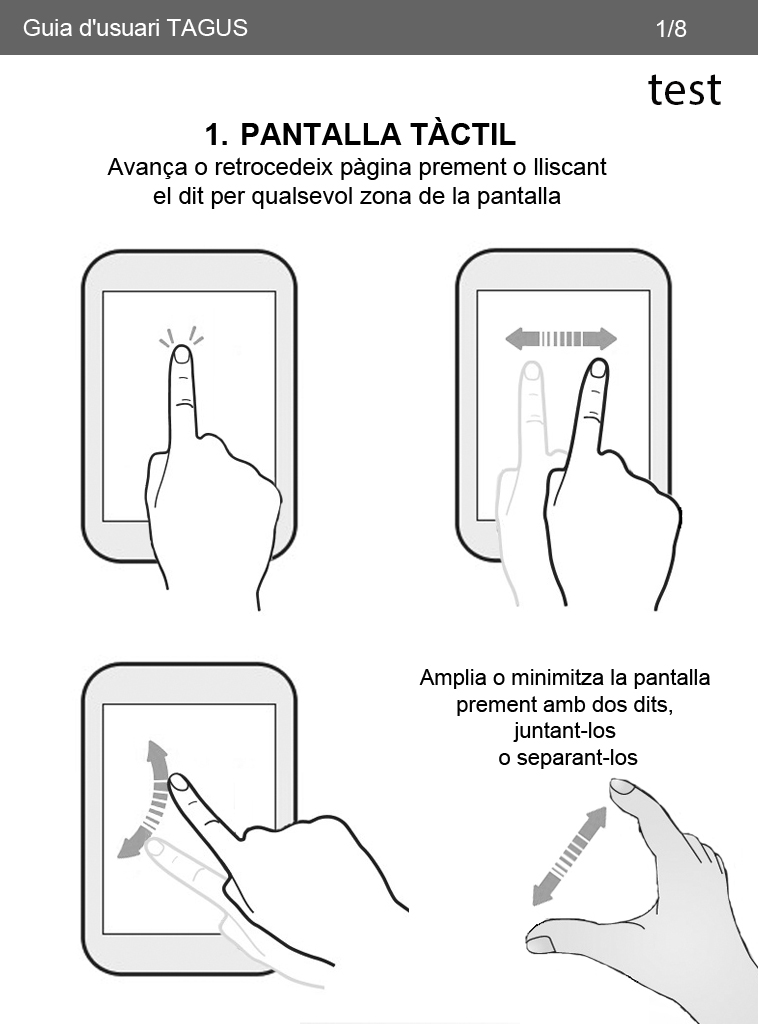 Guia d'usuari TAGUS
1/8
test
1. PANTALLA TÀCTIL
Avança o retrocedeix pàgina prement o lliscant
el dit per qualsevol zona de la pantalla
Amplia o minimitza la pantalla
prement amb dos dits,
juntant-los
o separant-los